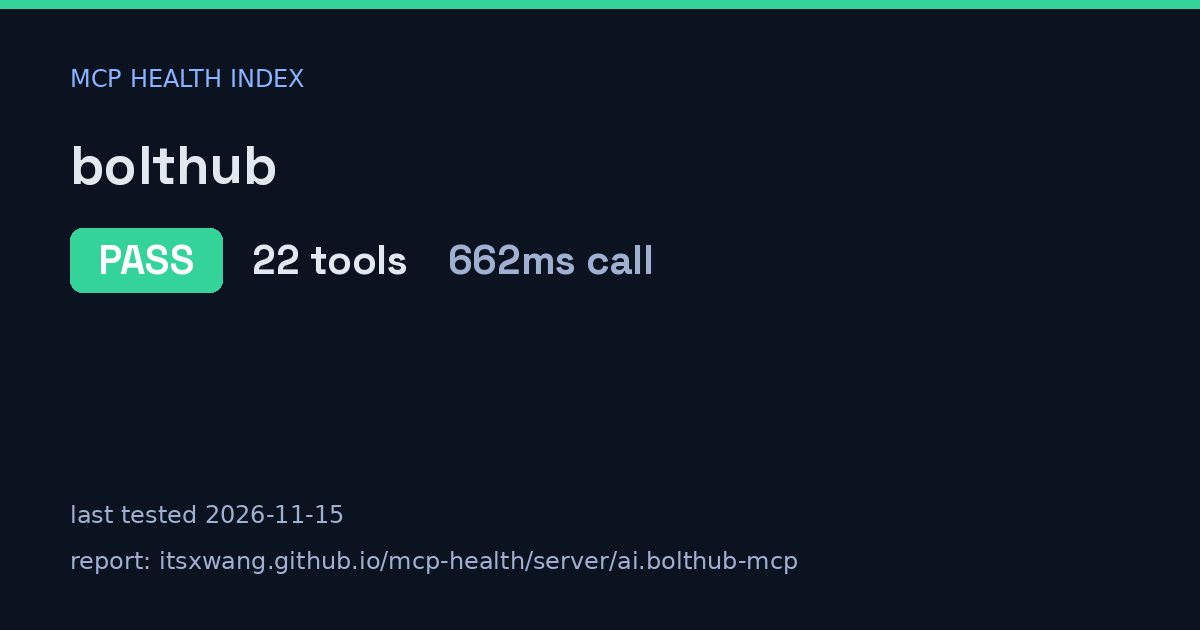 MCP HEALTH INDEX
bolthub
PASS 22 tools 662ms call
last tested 2026-11-15
report: itsxwang.github.io/mcp-health/server/ai.bolthub-mcp